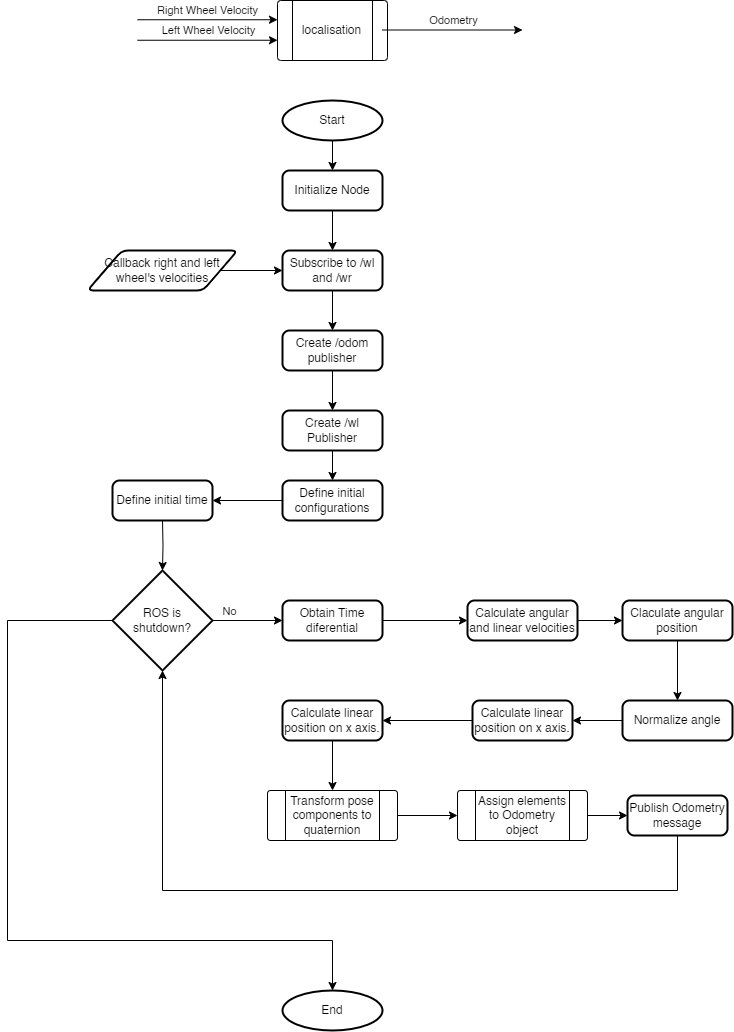 Right Wheel Velocity
Left Wheel Velocity
localisation
Odometry
Start
Initialize Node
Callback right and left
wheel's velocities
Subscribe to /wl
and /wr
Create /odom
publisher
Create /wl
Publisher
Define initial time
Define initial
configurations
ROS is
shutdown?
No
Obtain Time
diferential
Calculate angular
and linear velocities
Claculate angular
position
Calculate linear
position on x axis.
Calculate linear
position on x axis.
Normalize angle
Transform pose
components to
quaternion
Assign elements
to Odometry
object
Publish Odometry
message
End